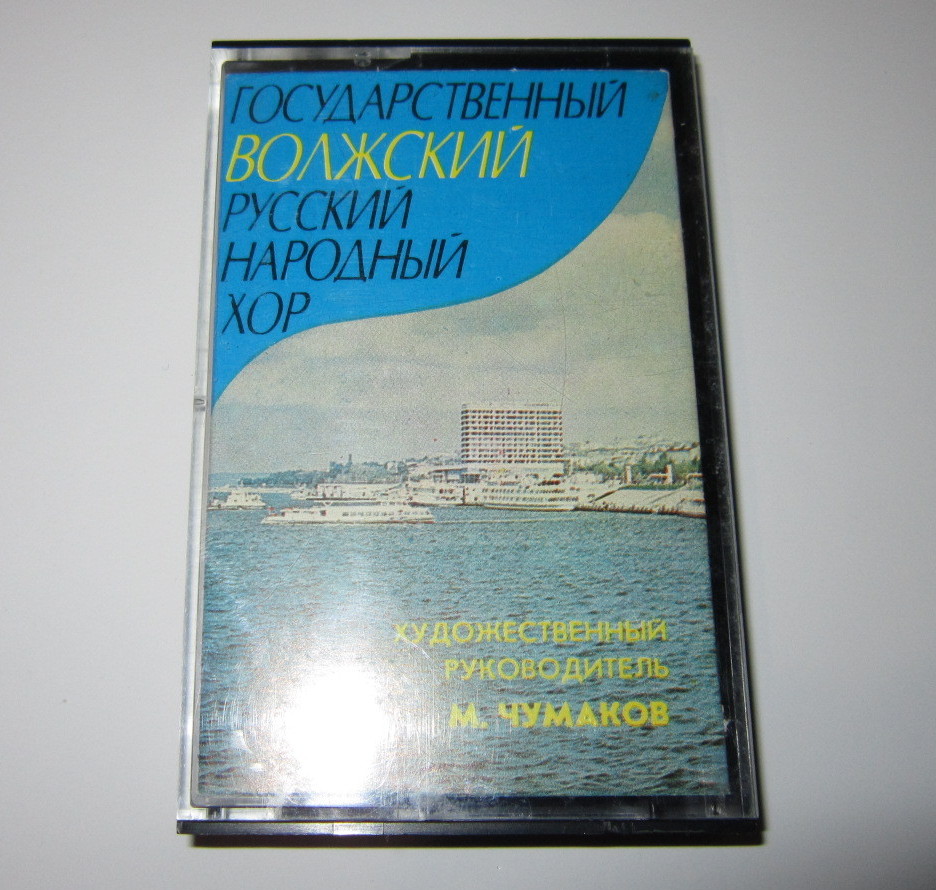 ГОСУДАРСТВЕННЫЙ
ВОЛЖСКИЙ
РУССКИЙ
НАРОДНЫЙ
ХОР
ХУДОЖЕСТВЕННЫЙ
РУКОВОДИТЕЛЬ
М. ЧУМАКОВ